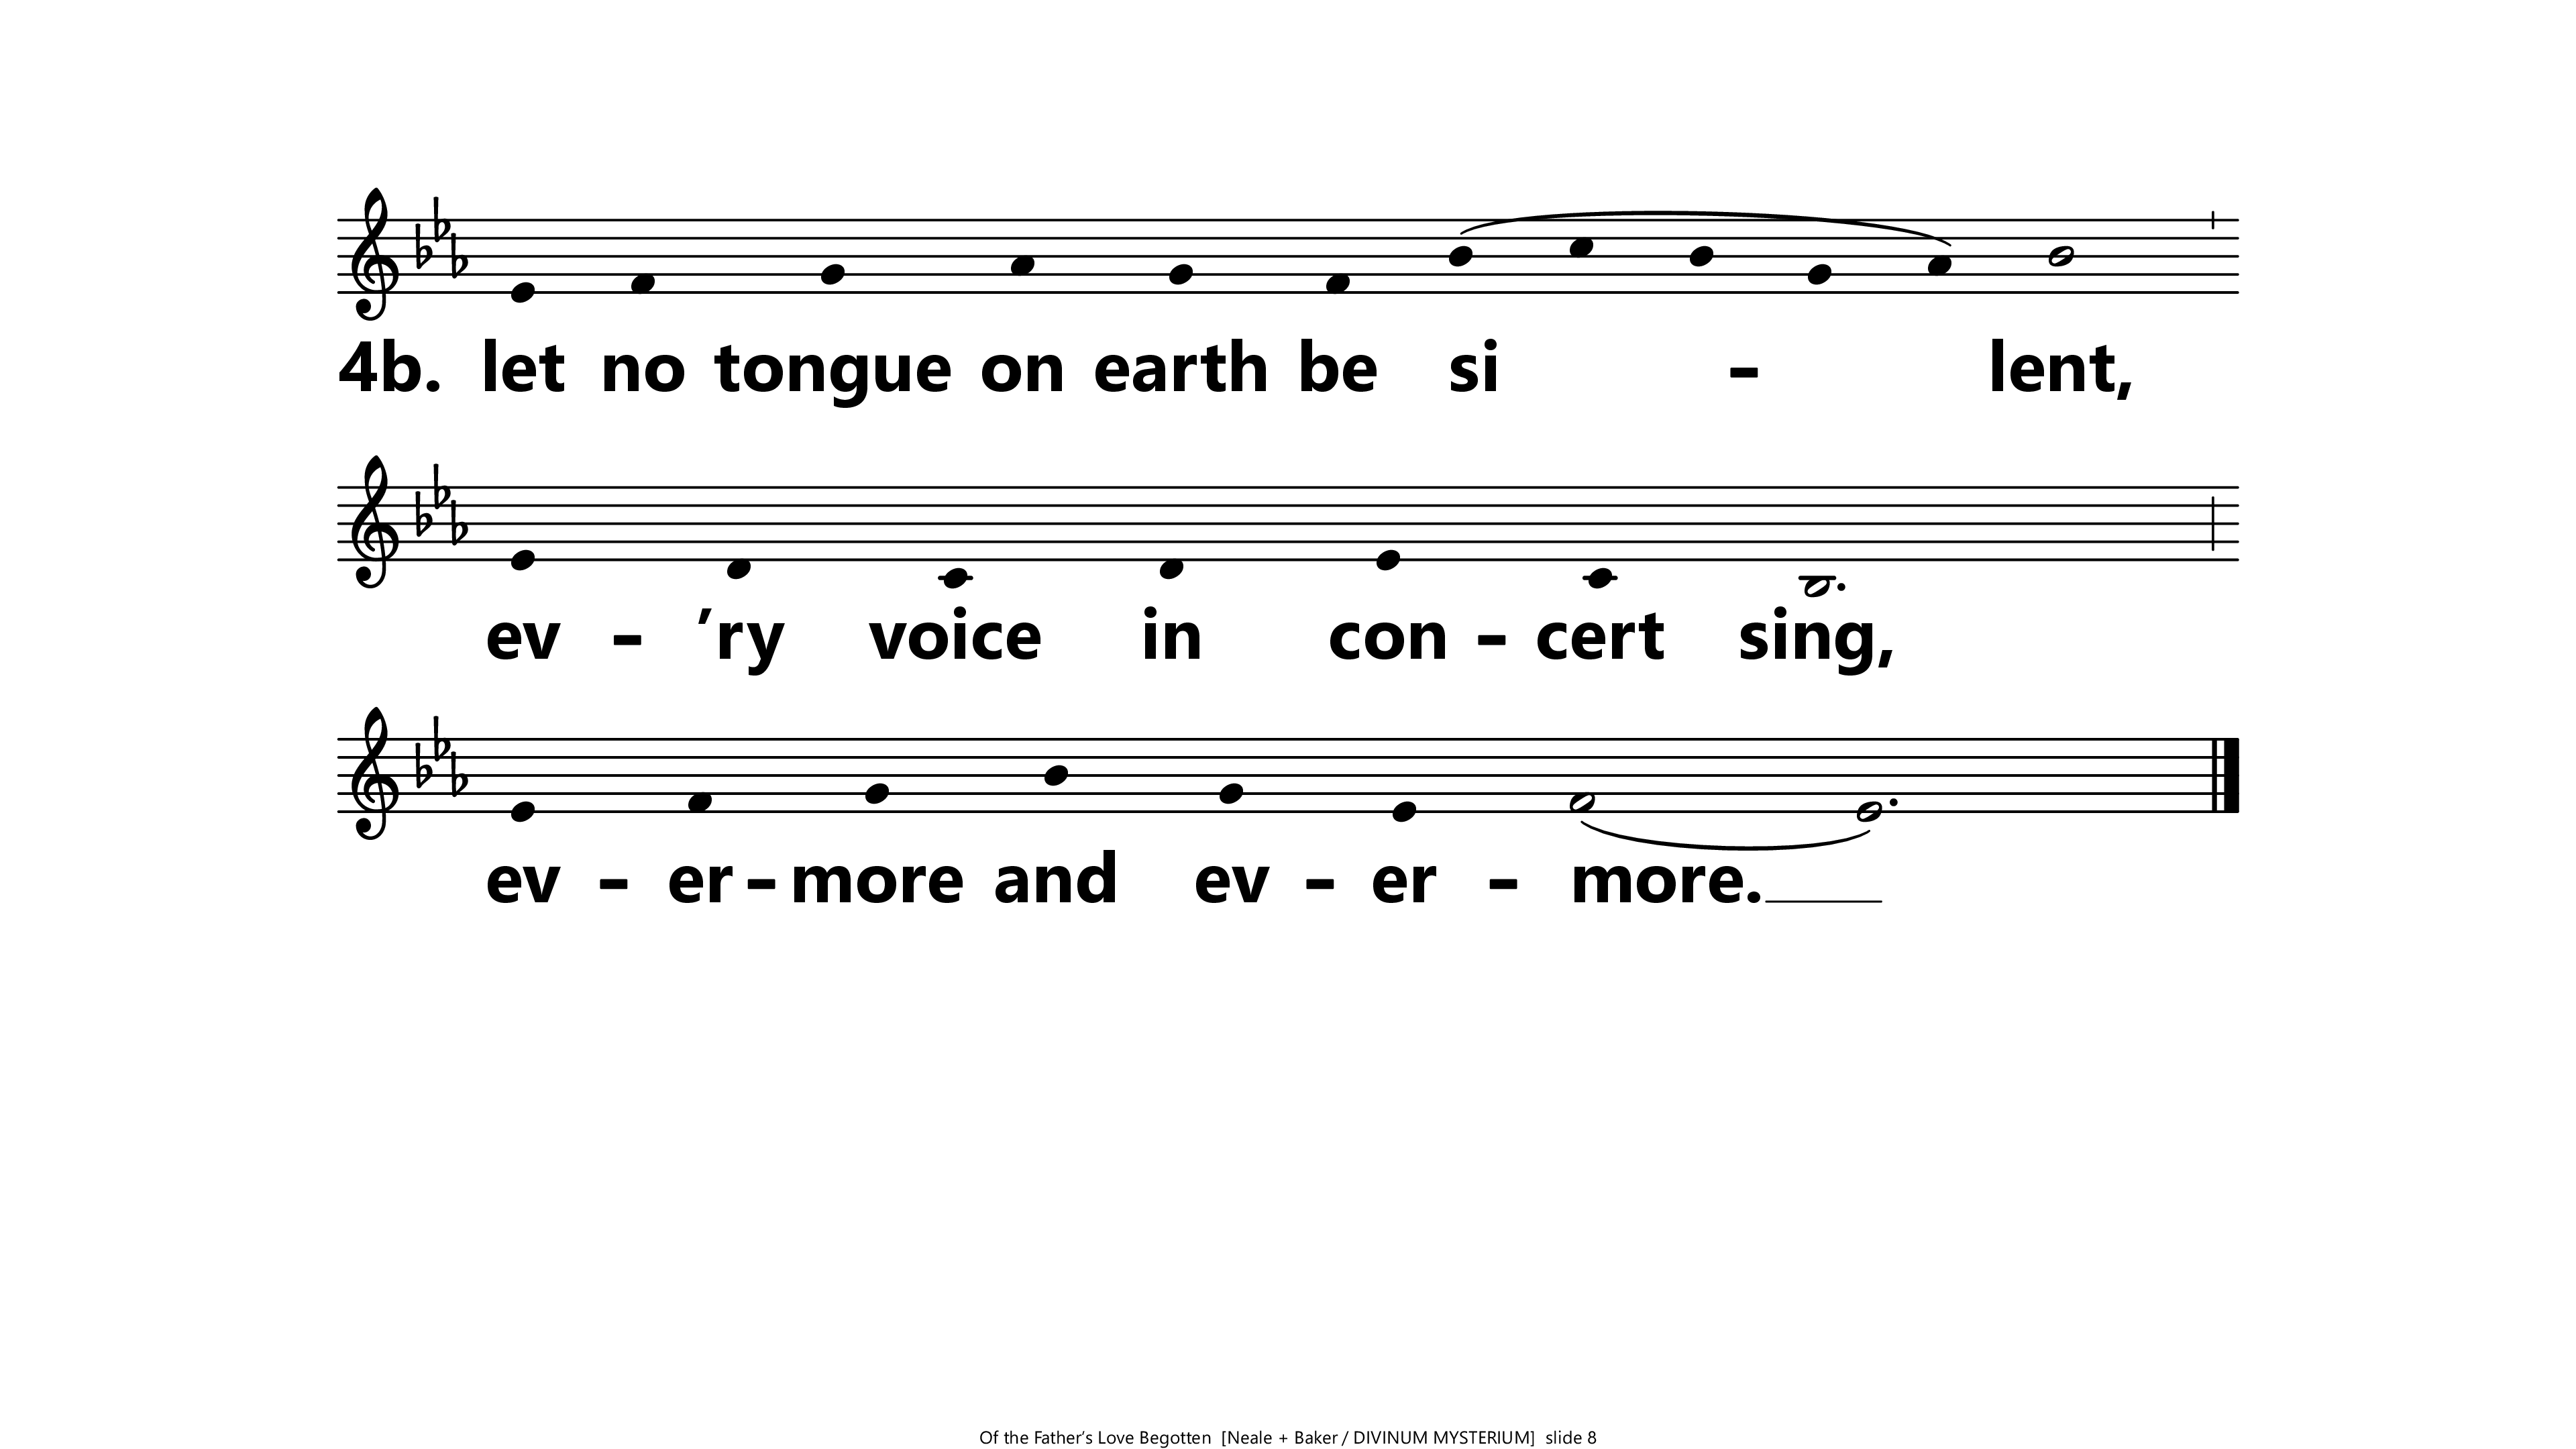 4b. let no tongue on earth be si - lent,
ev - ’ry voice in con - cert sing,
ev - er - more and ev - er - more.
Of the Father’s Love Begotten [Neale + Baker / DIVINUM MYSTERIUM] slide 8